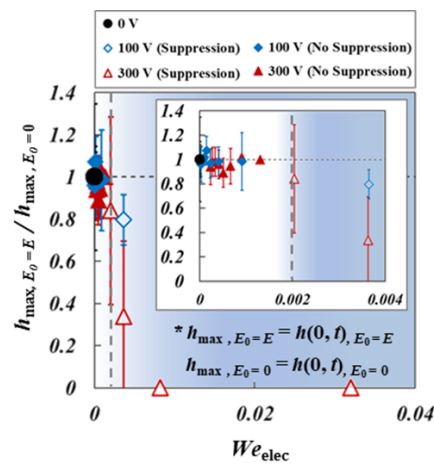 0 V
100 V (Suppression) 100 V (No Suppression)
300 V (Suppression) 300 V (No Suppression)
h_max, E₀=E / h_max, E₀=0
1.4
1.2
1
0.8
0.6
0.4
0.2
0
1.4
1.2
1
0.8
0.6
0.4
0.2
0
0 0.002 0.004
* h_max , E₀=E = h(0, t), E₀=E
h_max , E₀=0 = h(0, t), E₀=0
0 0.02 0.04
We_elec